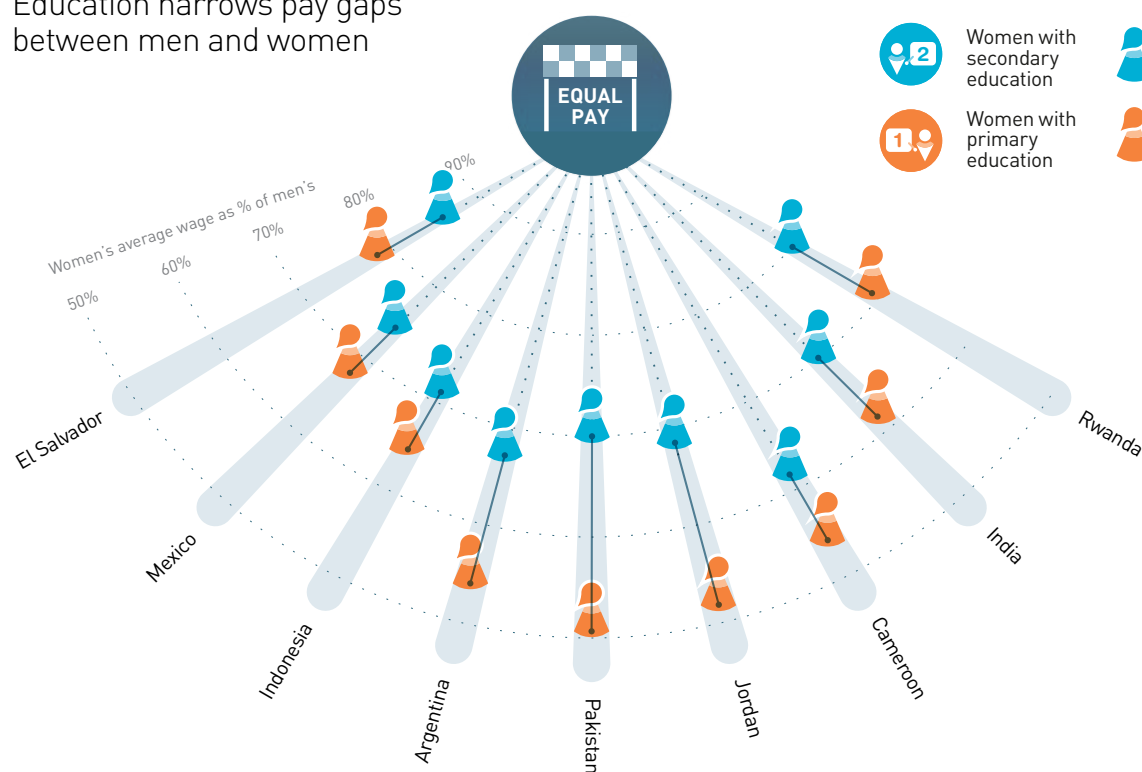 Education narrows pay gaps
between men and women
EQUAL
PAY
2
Women with
secondary
education
1
Women with
primary
education
Women's average wage as % of men's
50%
60%
70%
80%
90%
El Salvador
Mexico
Indonesia
Argentina
Pakistan
Jordan
Cameroon
India
Rwanda